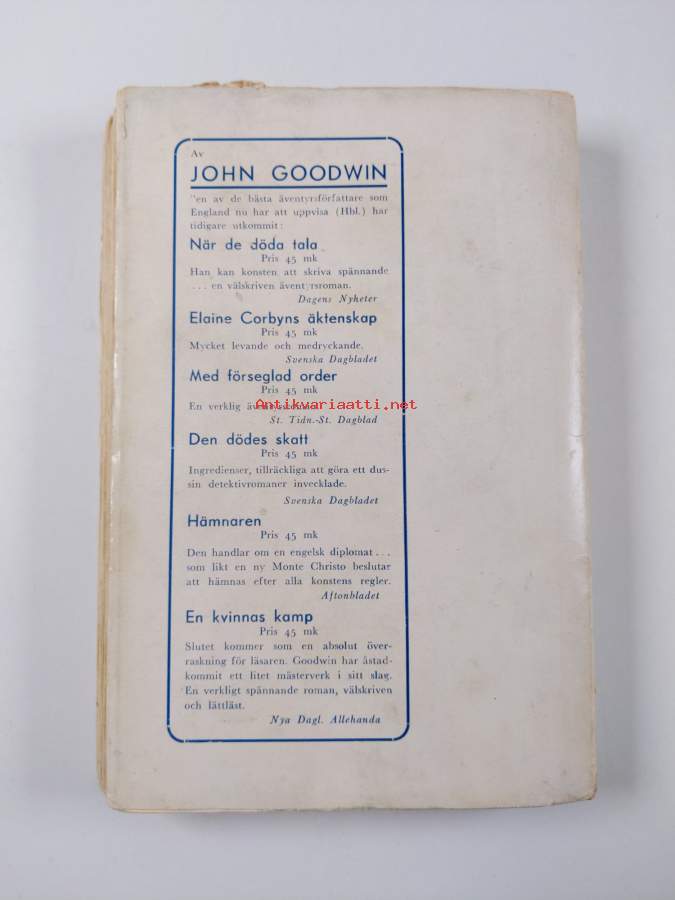 Av
JOHN GOODWIN
"en av de bästa äventyrsförfattare som
England nu har att uppvisa (Hbl.) har
tidigare utkommit:
När de döda tala
Pris 45 mk
Han kan konsten att skriva spännande
... en välskriven äventyrsroman.
Dagens Nyheter
Elaine Corbyns äktenskap
Pris 45 mk
Mycket levande och medryckande.
Svenska Dagbladet
Med förseglad order
Pris 45 mk
Antikvariaatti.net
En verklig
St. Tidn.-St. Dagblad
Den dödes skatt
Pris 45 mk
Ingredienser, tillräckliga att göra ett dus-
sin detektivromaner invecklade.
Svenska Dagbladet
Hämnaren
Pris 45 mk
Den handlar om en engelsk diplomat...
som likt en ny Monte Christo beslutar
att hämnas efter alla konstens regler.
Aftonbladet
En kvinnas kamp
Pris 45 mk
Slutet kommer som en absolut över-
raskning för läsaren. Goodwin har åstad-
kommit ett litet mästerverk i sitt slag.
En verkligt spännande roman, välskriven
och lättläst.
Nya Dagl. Allehanda